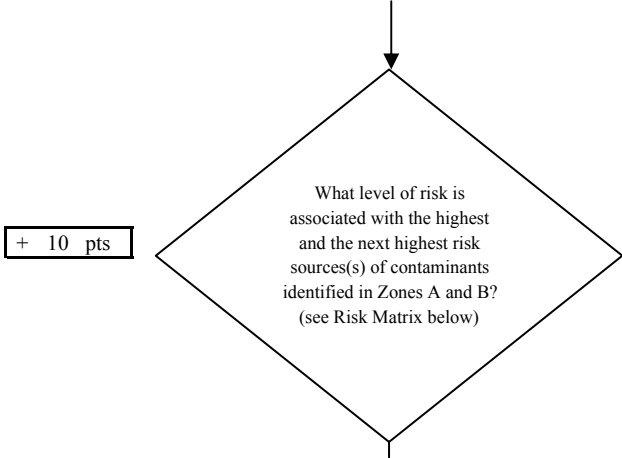 What level of risk is
associated with the highest
and the next highest risk
sources(s) of contaminants
identified in Zones A and B?
(see Risk Matrix below)
+ 10 pts